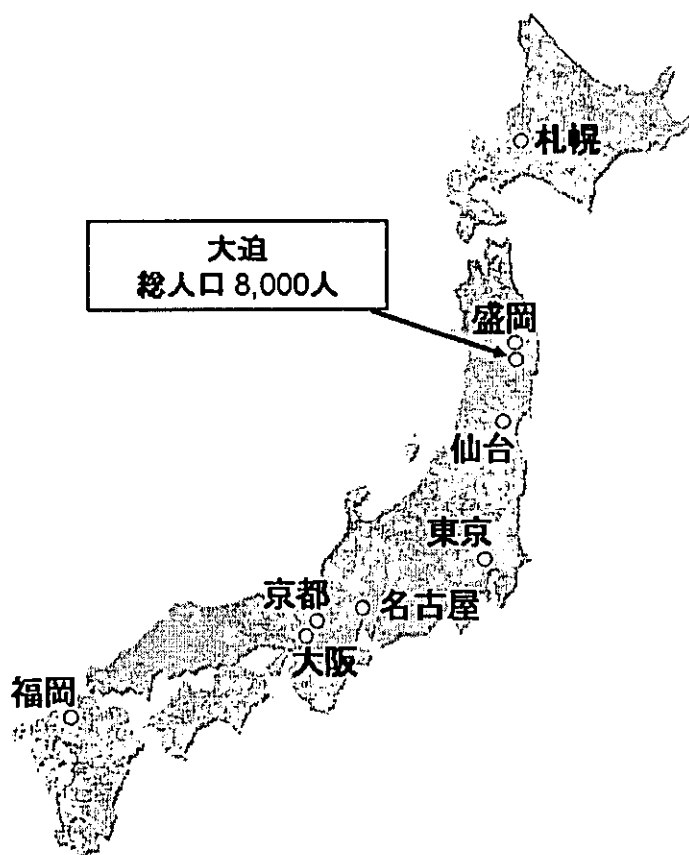 札幌
大迫
総人口 8,000人
盛岡
仙台
東京
京都
名古屋
大阪
福岡